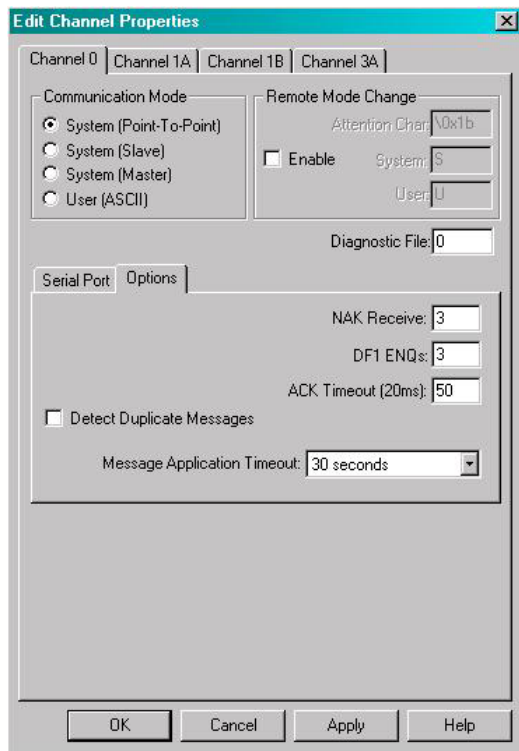 Edit Channel Properties
Channel 0 Channel 1A Channel 1B Channel 3A
Communication Mode
System (Point-To-Point)
System (Slave)
System (Master)
User (ASCII)
Remote Mode Change
Attention Char: \0x1b
Enable System: S
User: U
Diagnostic File: 0
Serial Port Options
NAK Receive: 3
DF1 ENQs: 3
ACK Timeout (20ms): 50
Detect Duplicate Messages
Message Application Timeout: 30 seconds
OK Cancel Apply Help